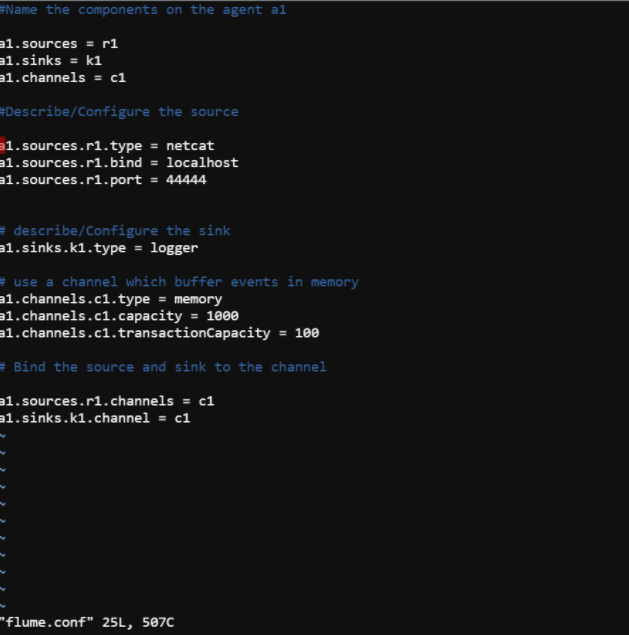 #Name the components on the agent a1
a1.sources = r1
a1.sinks = k1
a1.channels = c1
#Describe/Configure the source
a1.sources.r1.type = netcat
a1.sources.r1.bind = localhost
a1.sources.r1.port = 44444
# describe/Configure the sink
a1.sinks.k1.type = logger
# use a channel which buffer events in memory
a1.channels.c1.type = memory
a1.channels.c1.capacity = 1000
a1.channels.c1.transactionCapacity = 100
# Bind the source and sink to the channel
a1.sources.r1.channels = c1
a1.sinks.k1.channel = c1
~
~
~
~
~
~
~
~
~
~
~
"flume.conf" 25L, 507C